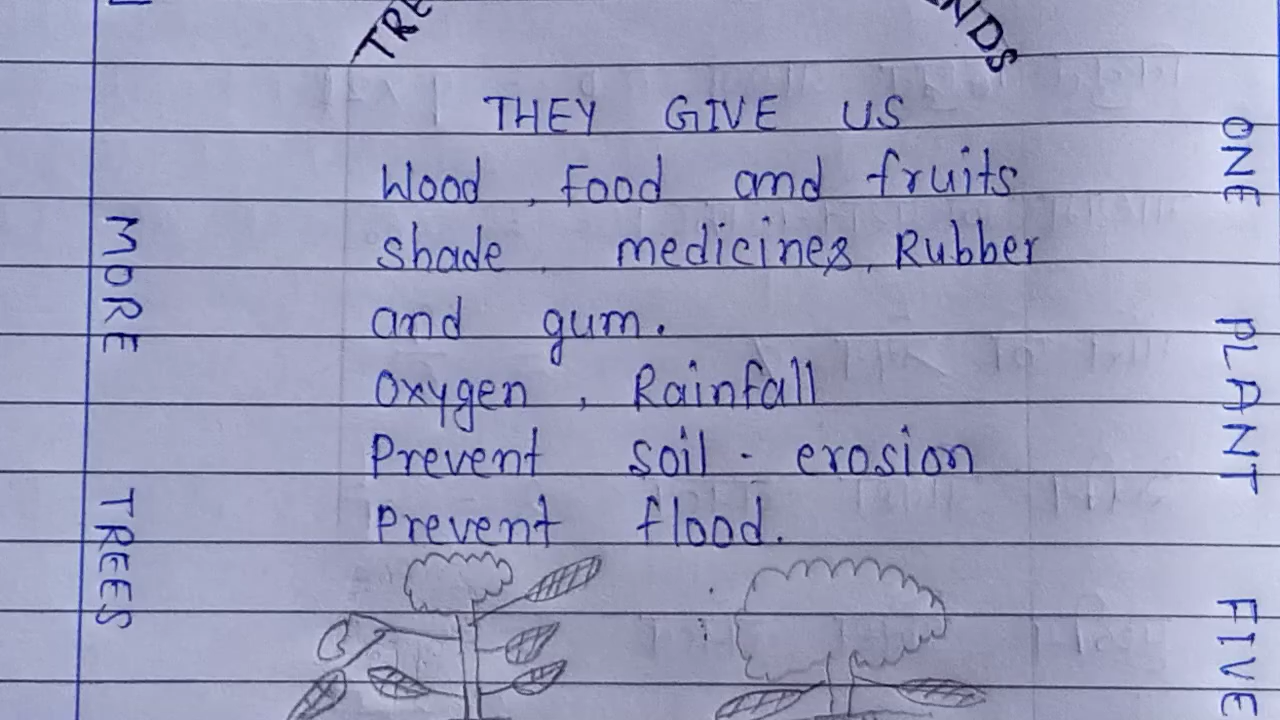 THEY GIVE US
Wood, Food and fruits
Shade, medicines, Rubber
and gum.
Oxygen, Rainfall
Prevent soil - erosion
Prevent flood.
MORE TREES
ONE PLANT FIVE